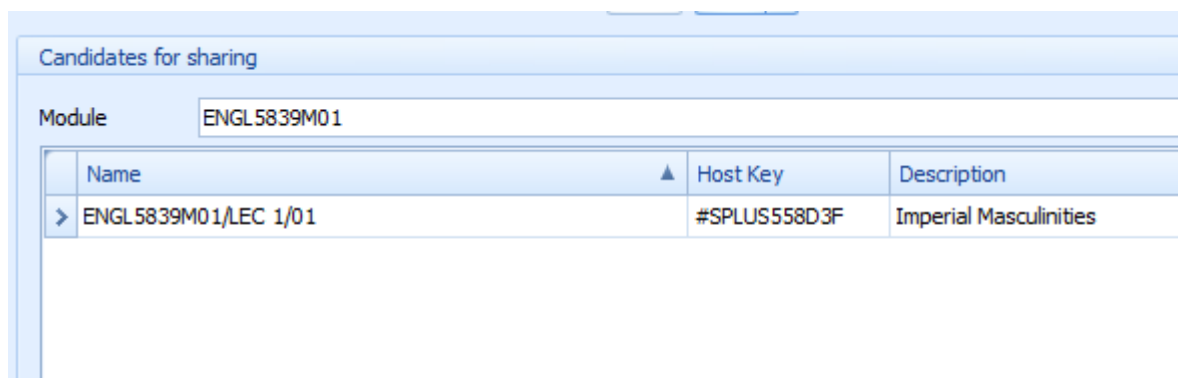 Candidates for sharing
Module ENGL5839M01
Name Host Key Description
ENGL5839M01/LEC 1/01 #SPLUS558D3F Imperial Masculinities